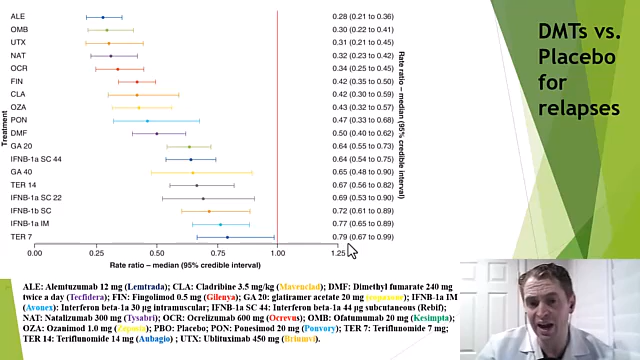 DMTs vs.
Placebo
for
relapses
Treatment
ALE 0.28 (0.21 to 0.36)
OMB 0.30 (0.22 to 0.41)
UTX 0.31 (0.21 to 0.45)
NAT 0.32 (0.23 to 0.42)
OCR 0.34 (0.25 to 0.45)
FIN 0.42 (0.35 to 0.50)
CLA 0.42 (0.30 to 0.59)
OZA 0.43 (0.32 to 0.57)
PON 0.47 (0.33 to 0.68)
DMF 0.50 (0.40 to 0.62)
GA 20 0.64 (0.55 to 0.73)
IFNB-1a SC 44 0.64 (0.54 to 0.75)
GA 40 0.65 (0.48 to 0.90)
TER 14 0.67 (0.56 to 0.82)
IFNB-1a SC 22 0.69 (0.53 to 0.90)
IFNB-1b SC 0.72 (0.61 to 0.89)
IFNB-1a IM 0.77 (0.65 to 0.89)
TER 7 0.79 (0.67 to 0.99)
Rate ratio – median (95% credible interval)
0.00 0.25 0.50 0.75 1.00 1.25
Rate ratio – median (95% credible interval)
ALE: Alemtuzumab 12 mg (Lemtrada); CLA: Cladribine 3.5 mg/kg (Mavenclad); DMF: Dimethyl fumarate 240 mg
twice a day (Tecfidera); FIN: Fingolimod 0.5 mg (Gilenya); GA 20: glatiramer acetate 20 mg (copaxone); IFNB-1a IM
(Avonex): Interferon beta-1a 30 µg intramuscular; IFNB-1a SC 44: Interferon beta-1a 44 µg subcutaneous (Rebif);
NAT: Natalizumab 300 mg (Tysabri); OCR: Ocrelizumab 600 mg (Ocrevus); OMB: Ofatumumab 20 mg (Kesimpta);
OZA: Ozanimod 1.0 mg (Zeposia); PBO: Placebo; PON: Ponesimod 20 mg (Ponvory); TER 7: Teriflunomide 7 mg;
TER 14: Teriflunomide 14 mg (Aubagio) ; UTX: Ublituximab 450 mg (Briumvi).